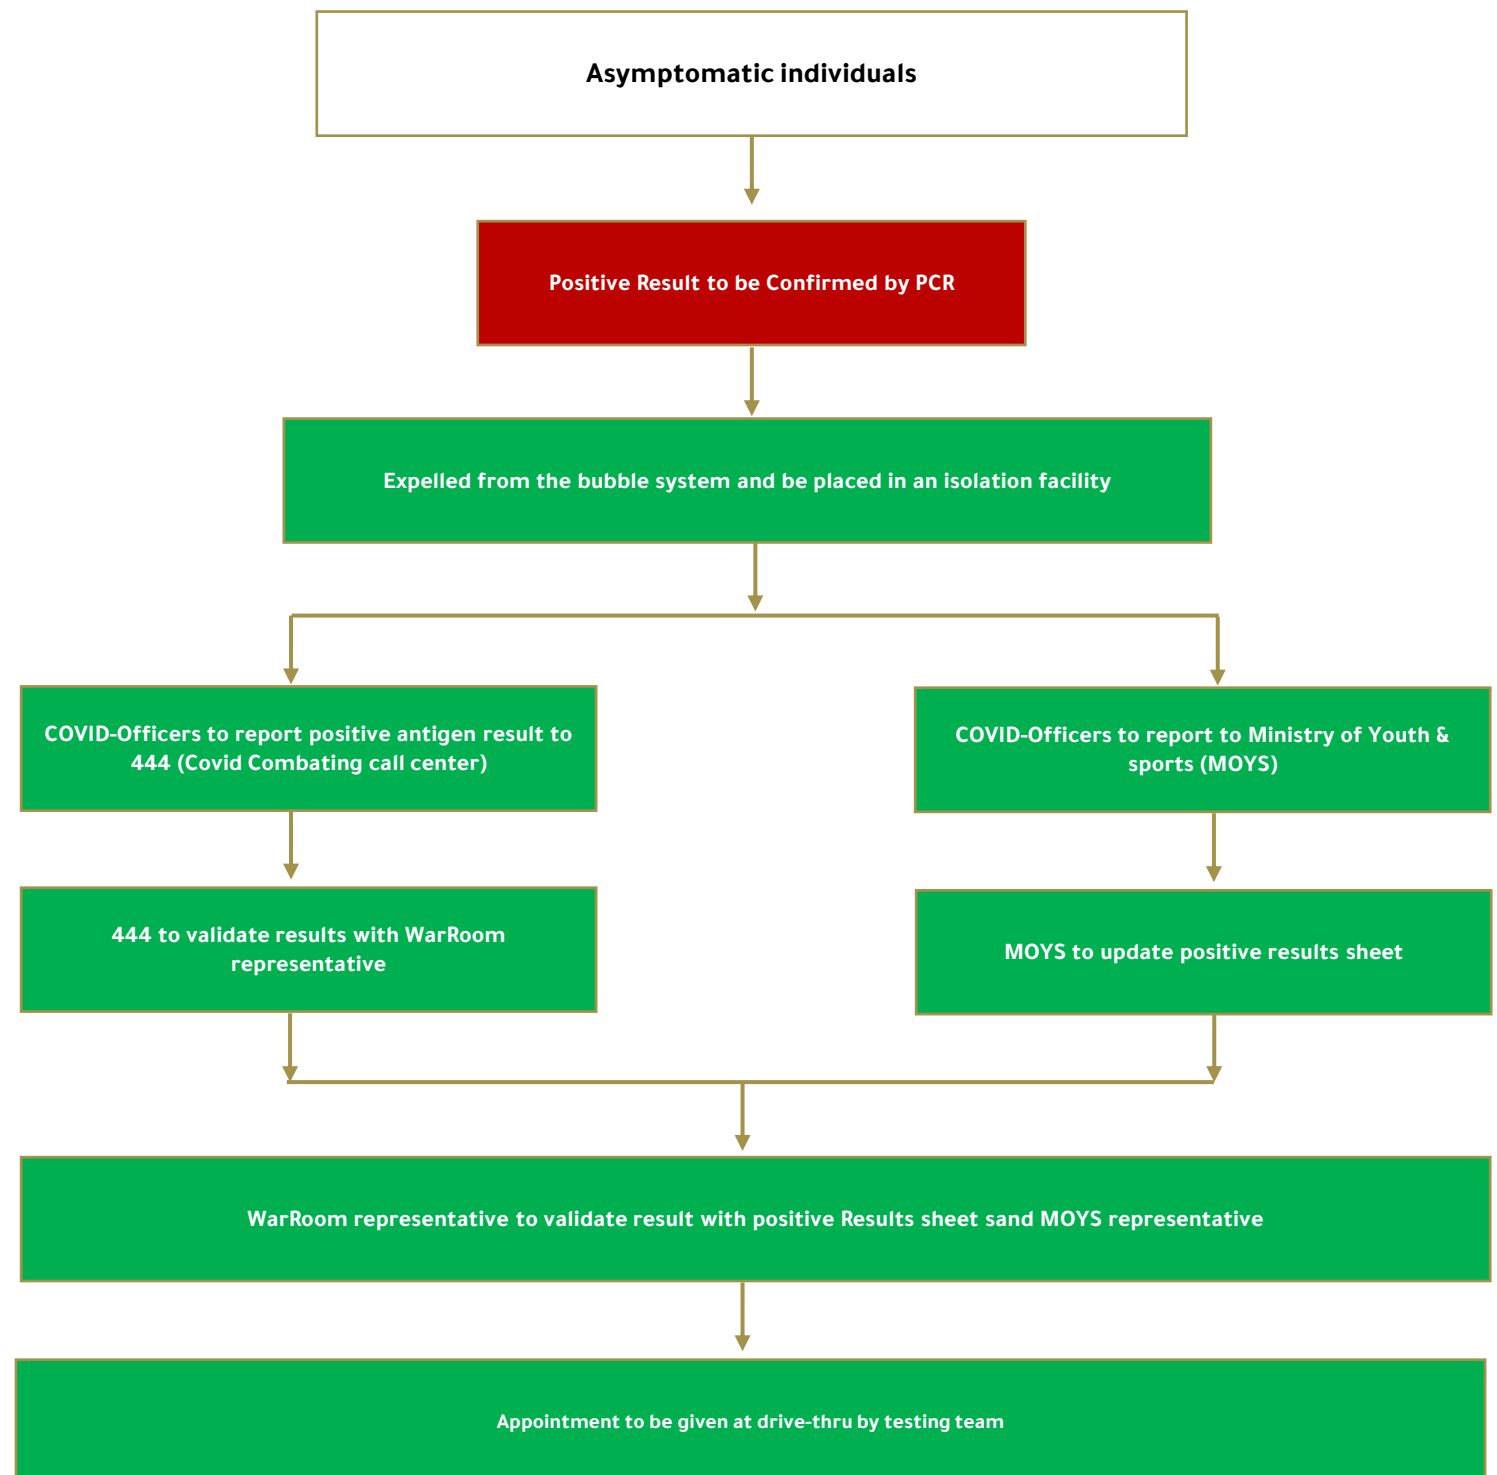 Asymptomatic individuals
Positive Result to be Confirmed by PCR
Expelled from the bubble system and be placed in an isolation facility
COVID-Officers to report positive antigen result to
444 (Covid Combating call center)
COVID-Officers to report to Ministry of Youth &
sports (MOYS)
444 to validate results with WarRoom
representative
MOYS to update positive results sheet
WarRoom representative to validate result with positive Results sheet sand MOYS representative
Appointment to be given at drive-thru by testing team